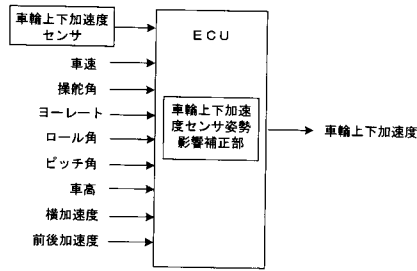 車輪上下加速度
センサ
ECU
車速
操舵角
ヨーレート
ロール角
ピッチ角
車高
横加速度
前後加速度
車輪上下加速
度センサ姿勢
影響補正部
車輪上下加速度